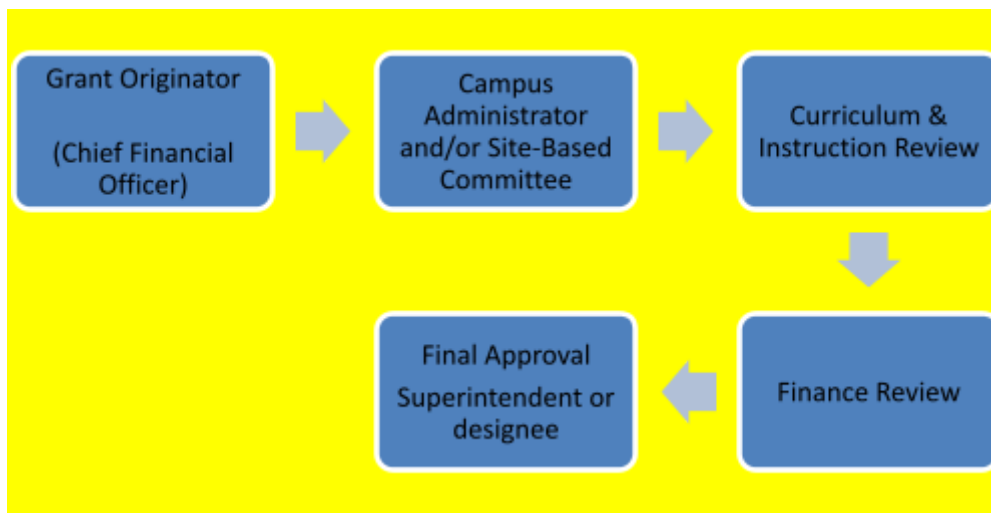 Grant Originator
(Chief Financial
Officer)
Campus
Administrator
and/or Site-Based
Committee
Curriculum &
Instruction Review
Finance Review
Final Approval
Superintendent or
designee